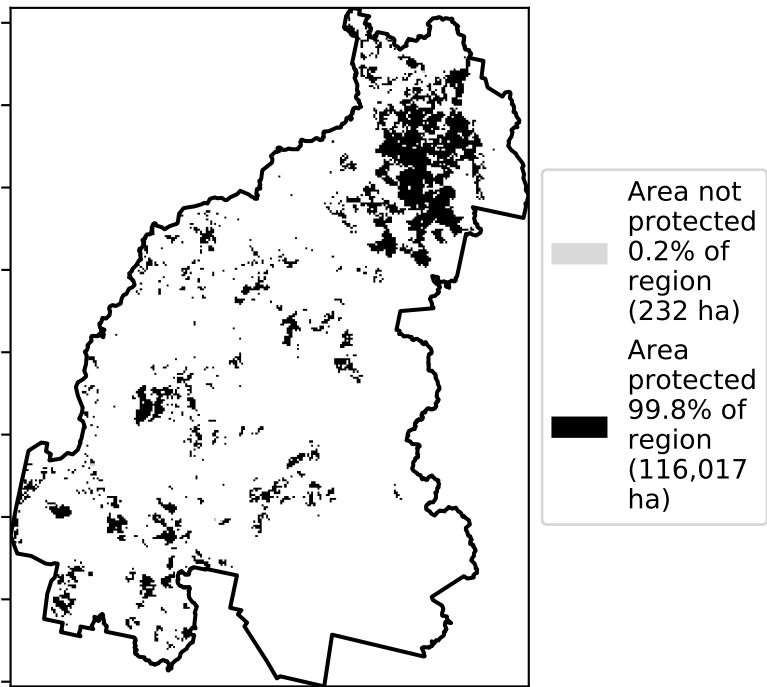 Area not
protected
0.2% of
region
(232 ha)
Area
protected
99.8% of
region
(116,017
ha)